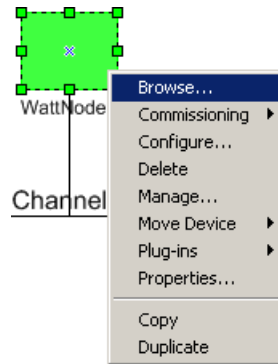 WattNode
Channel
Browse...
Commissioning
Configure...
Delete
Manage...
Move Device
Plug-ins
Properties...
Copy
Duplicate